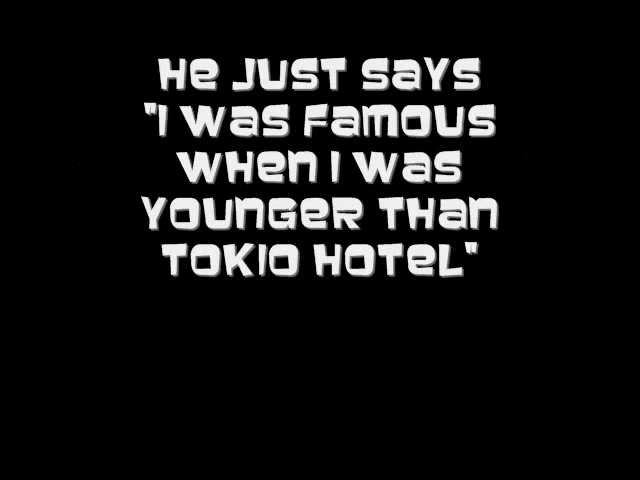 He just says
"I was famous
when I was
younger than
Tokio Hotel"